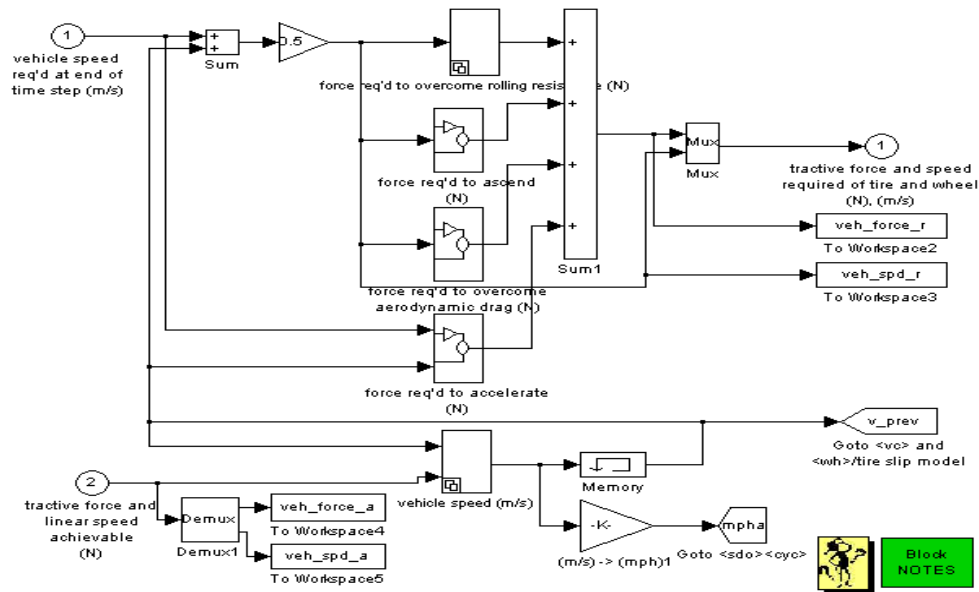 1
vehicle speed
req'd at end of
time step (m/s)
+
+
Sum
0.5
force req'd to overcome rolling resis e (N)
force req'd to ascend
(N)
force req'd to overcome
aerodynamic drag (N)
force req'd to accelerate
(N)
+
+
+
+
Sum1
Mux
Mux
1
tractive force and speed
required of tire and wheel
(N), (m/s)
veh_force_r
To Workspace2
veh_spd_r
To Workspace3
v_prev
Goto <vc> and
<wh>/tire slip model
2
tractive force and
linear speed
achievable
(N)
Demux
Demux1
veh_force_a
To Workspace4
veh_spd_a
To Workspace5
vehicle speed (m/s)
Memory
-K-
(m/s) -> (mph)1
mpha
Goto <sdo><cyc>
Block
NOTES